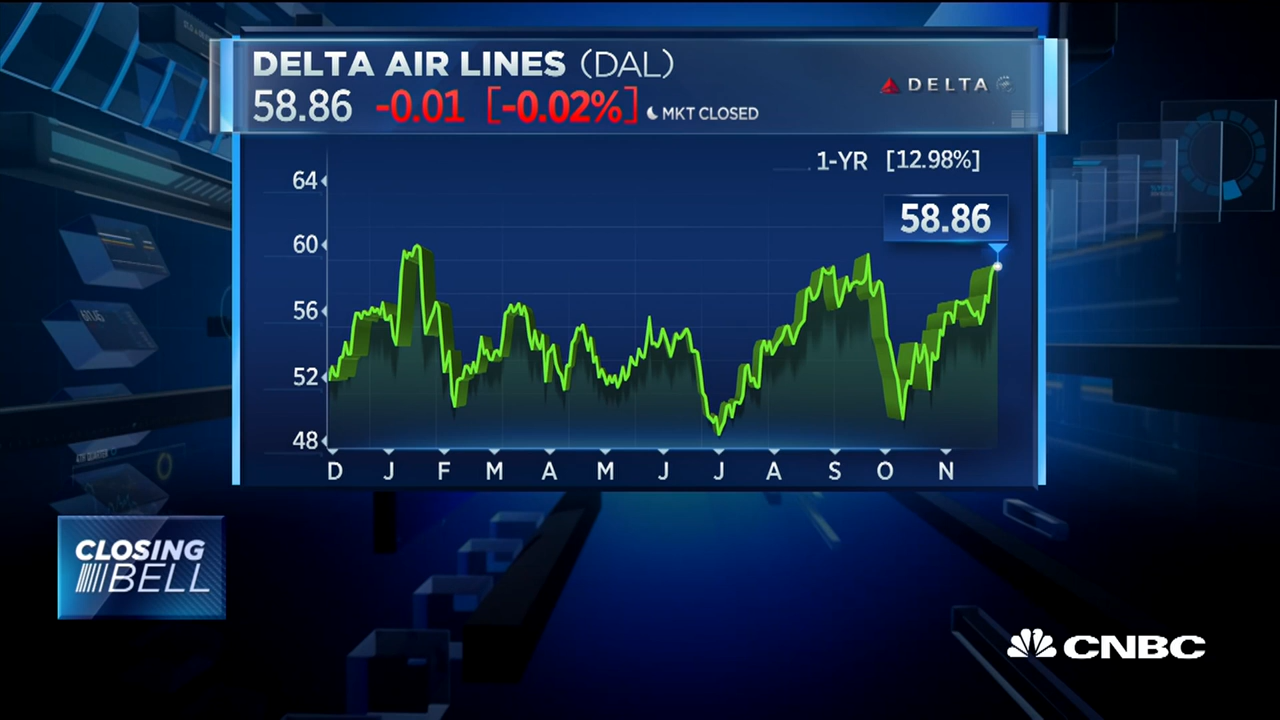 DELTA AIR LINES (DAL)
58.86 -0.01 [-0.02%] MKT CLOSED
DELTA
1-YR [12.98%]
58.86
64
60
56
52
48
D J F M A M J J A S O N
CLOSING
BELL
CNBC